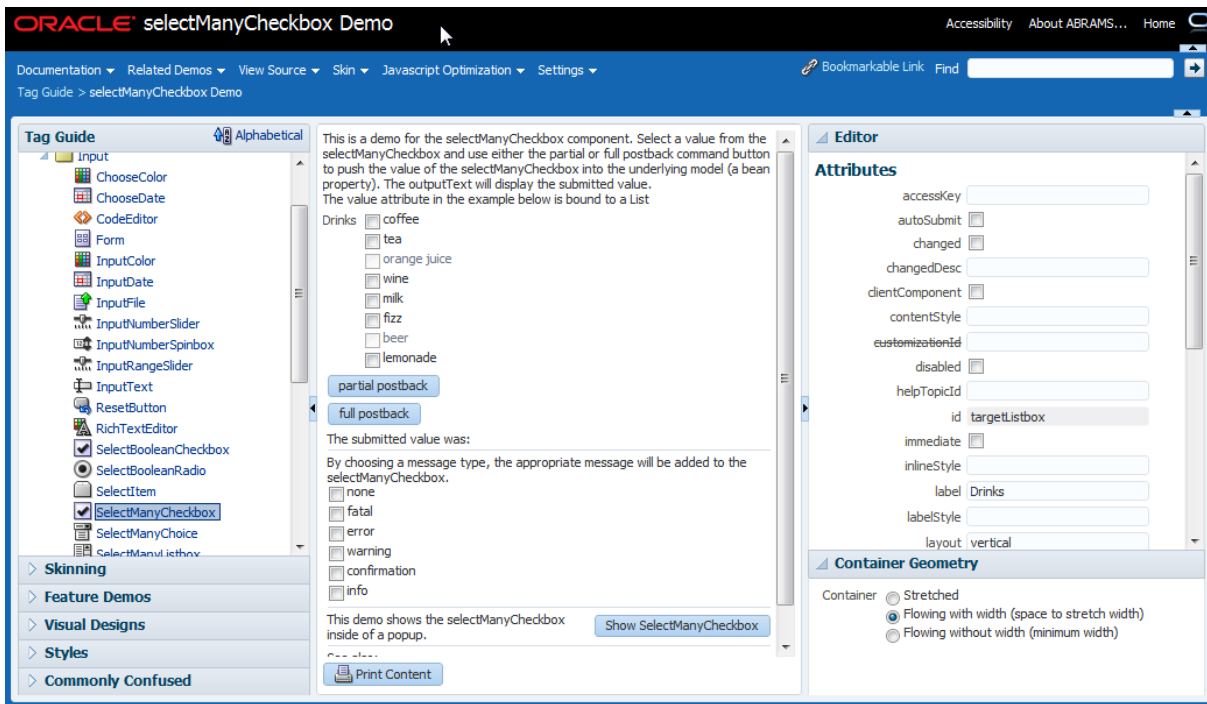 ORACLE selectManyCheckbox Demo
Accessibility About ABRAMS... Home
Documentation Related Demos View Source Skin Javascript Optimization Settings
Bookmarkable Link Find
Tag Guide > selectManyCheckbox Demo
Tag Guide
Alphabetical
Input
ChooseColor
ChooseDate
CodeEditor
Form
InputColor
InputDate
InputFile
InputNumberSlider
InputNumberSpinbox
InputRangeSlider
InputText
ResetButton
RichTextEditor
SelectBooleanCheckbox
SelectBooleanRadio
SelectItem
SelectManyCheckbox
SelectManyChoice
SelectManyListbox
Skinning
Feature Demos
Visual Designs
Styles
Commonly Confused
This is a demo for the selectManyCheckbox component. Select a value from the
selectManyCheckbox and use either the partial or full postback command button
to push the value of the selectManyCheckbox into the underlying model (a bean
property). The outputText will display the submitted value.
The value attribute in the example below is bound to a List
Drinks coffee
tea
orange juice
wine
milk
fizz
beer
lemonade
partial postback
full postback
The submitted value was:
By choosing a message type, the appropriate message will be added to the
selectManyCheckbox.
none
fatal
error
warning
confirmation
info
This demo shows the selectManyCheckbox
inside of a popup.
Show SelectManyCheckbox
See also:
Print Content
Editor
Attributes
accessKey
autoSubmit
changed
changedDesc
clientComponent
contentStyle
customizationId
disabled
helpTopicId
id targetListbox
immediate
inlineStyle
label Drinks
labelStyle
layout vertical
Container Geometry
Container Stretched
Flowing with width (space to stretch width)
Flowing without width (minimum width)